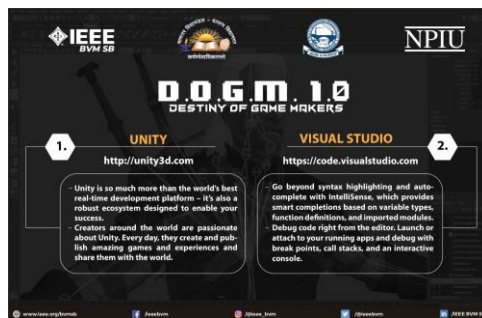 IEEE
BVM SB
NPIU
D.O.G.M. 1.0
DESTINY OF GAME MAKERS
1.
UNITY
http://unity3d.com
- Unity is so much more than the world's best
real-time development platform – it's also a
robust ecosystem designed to enable your
success.
- Creators around the world are passionate
about Unity. Every day, they create and pub-
lish amazing games and experiences and
share them with the world.
VISUAL STUDIO
2.
https://code.visualstudio.com
- Go beyond syntax highlighting and auto-
complete with IntelliSense, which provides
smart completions based on variable types,
function definitions, and imported modules.
- Debug code right from the editor. Launch or
attach to your running apps and debug with
break points, call stacks, and an interactive
console.
www.ieee.org/bvmsb
/ieeebvm
/@ieee_bvm
/@ieeebvm
/IEEE BVM S